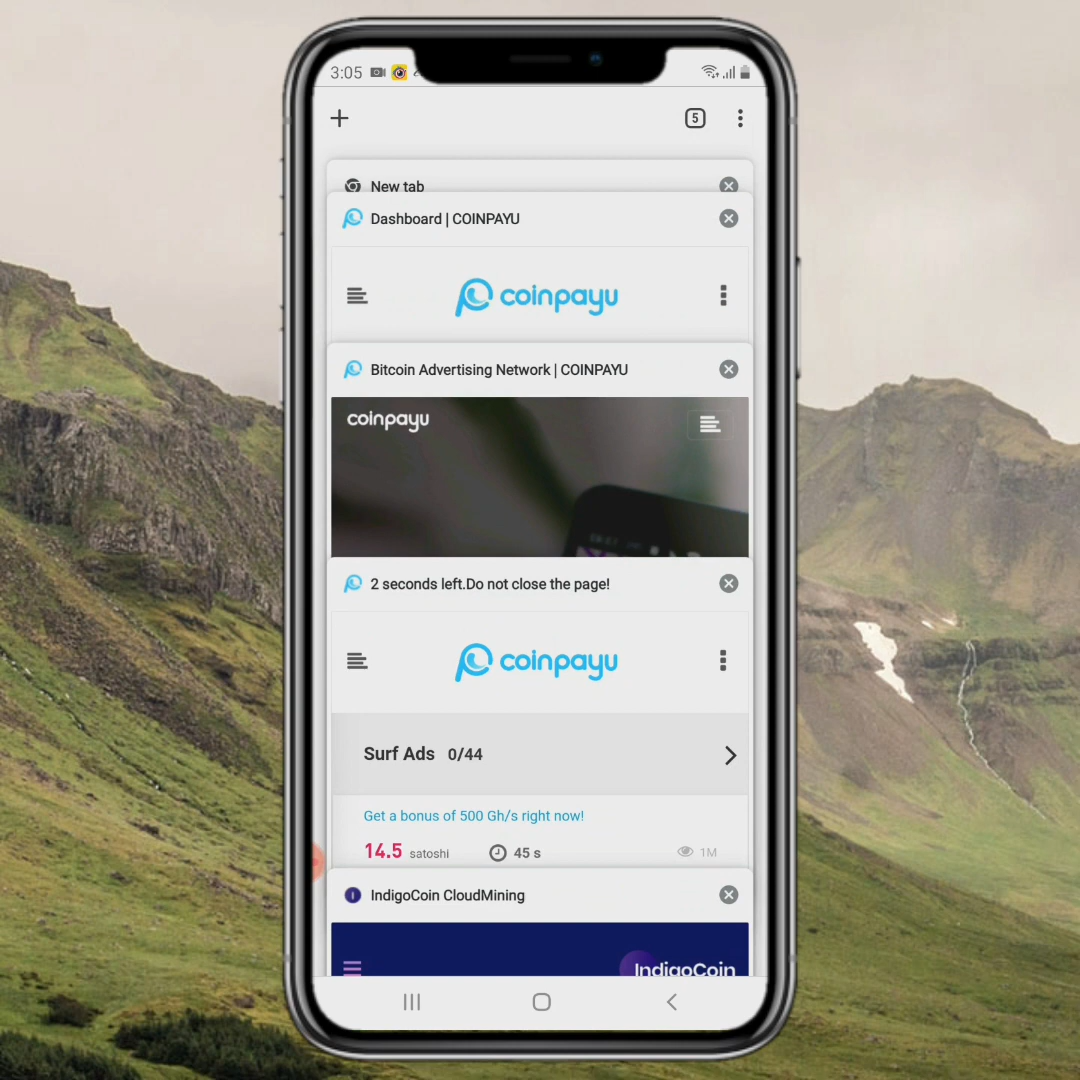 3:05
5
New tab
Dashboard | COINPAYU
coinpayu
Bitcoin Advertising Network | COINPAYU
coinpayu
2 seconds left.Do not close the page!
coinpayu
Surf Ads 0/44
Get a bonus of 500 Gh/s right now!
14.5 satoshi 45 s 1M
IndigoCoin CloudMining
IndigoCoin